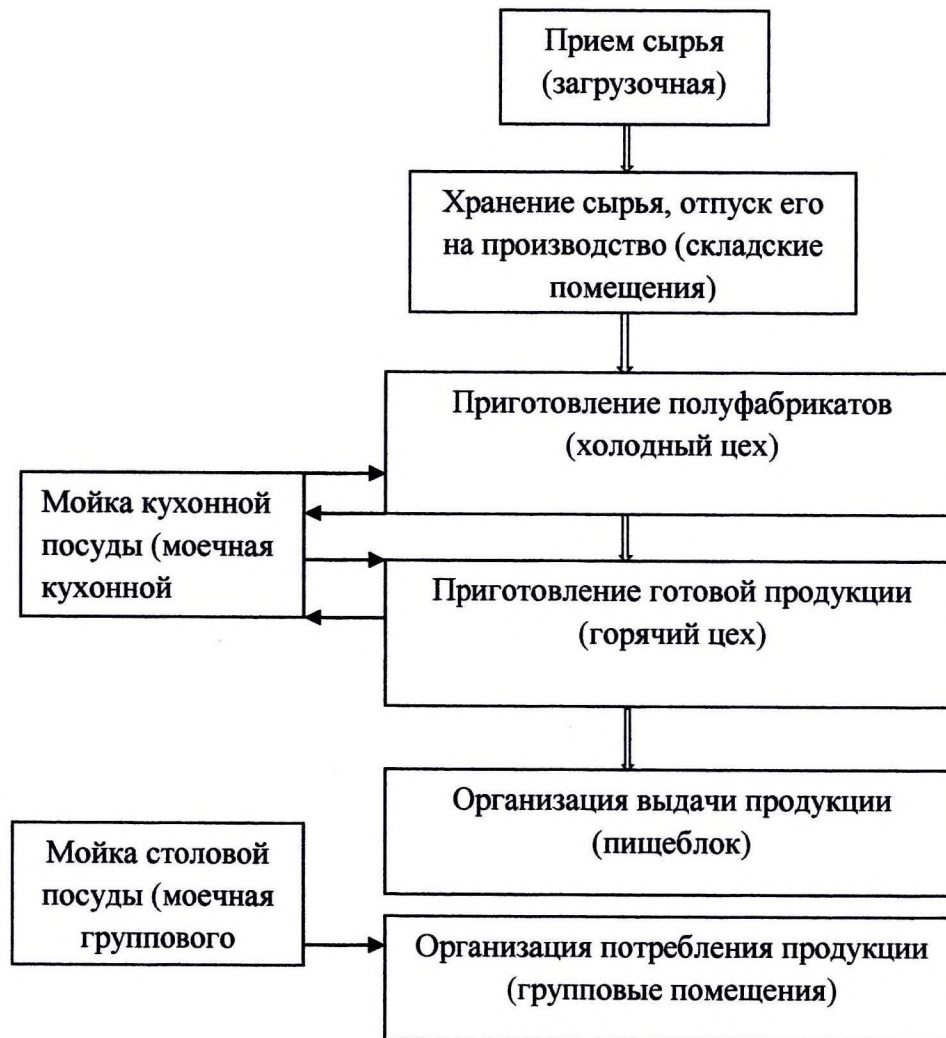 Прием сырья
(загрузочная)
Хранение сырья, отпуск его
на производство (складские
помещения)
Приготовление полуфабрикатов
(холодный цех)
Мойка кухонной
посуды (моечная
кухонной
Приготовление готовой продукции
(горячий цех)
Организация выдачи продукции
(пищеблок)
Мойка столовой
посуды (моечная
группового
Организация потребления продукции
(групповые помещения)